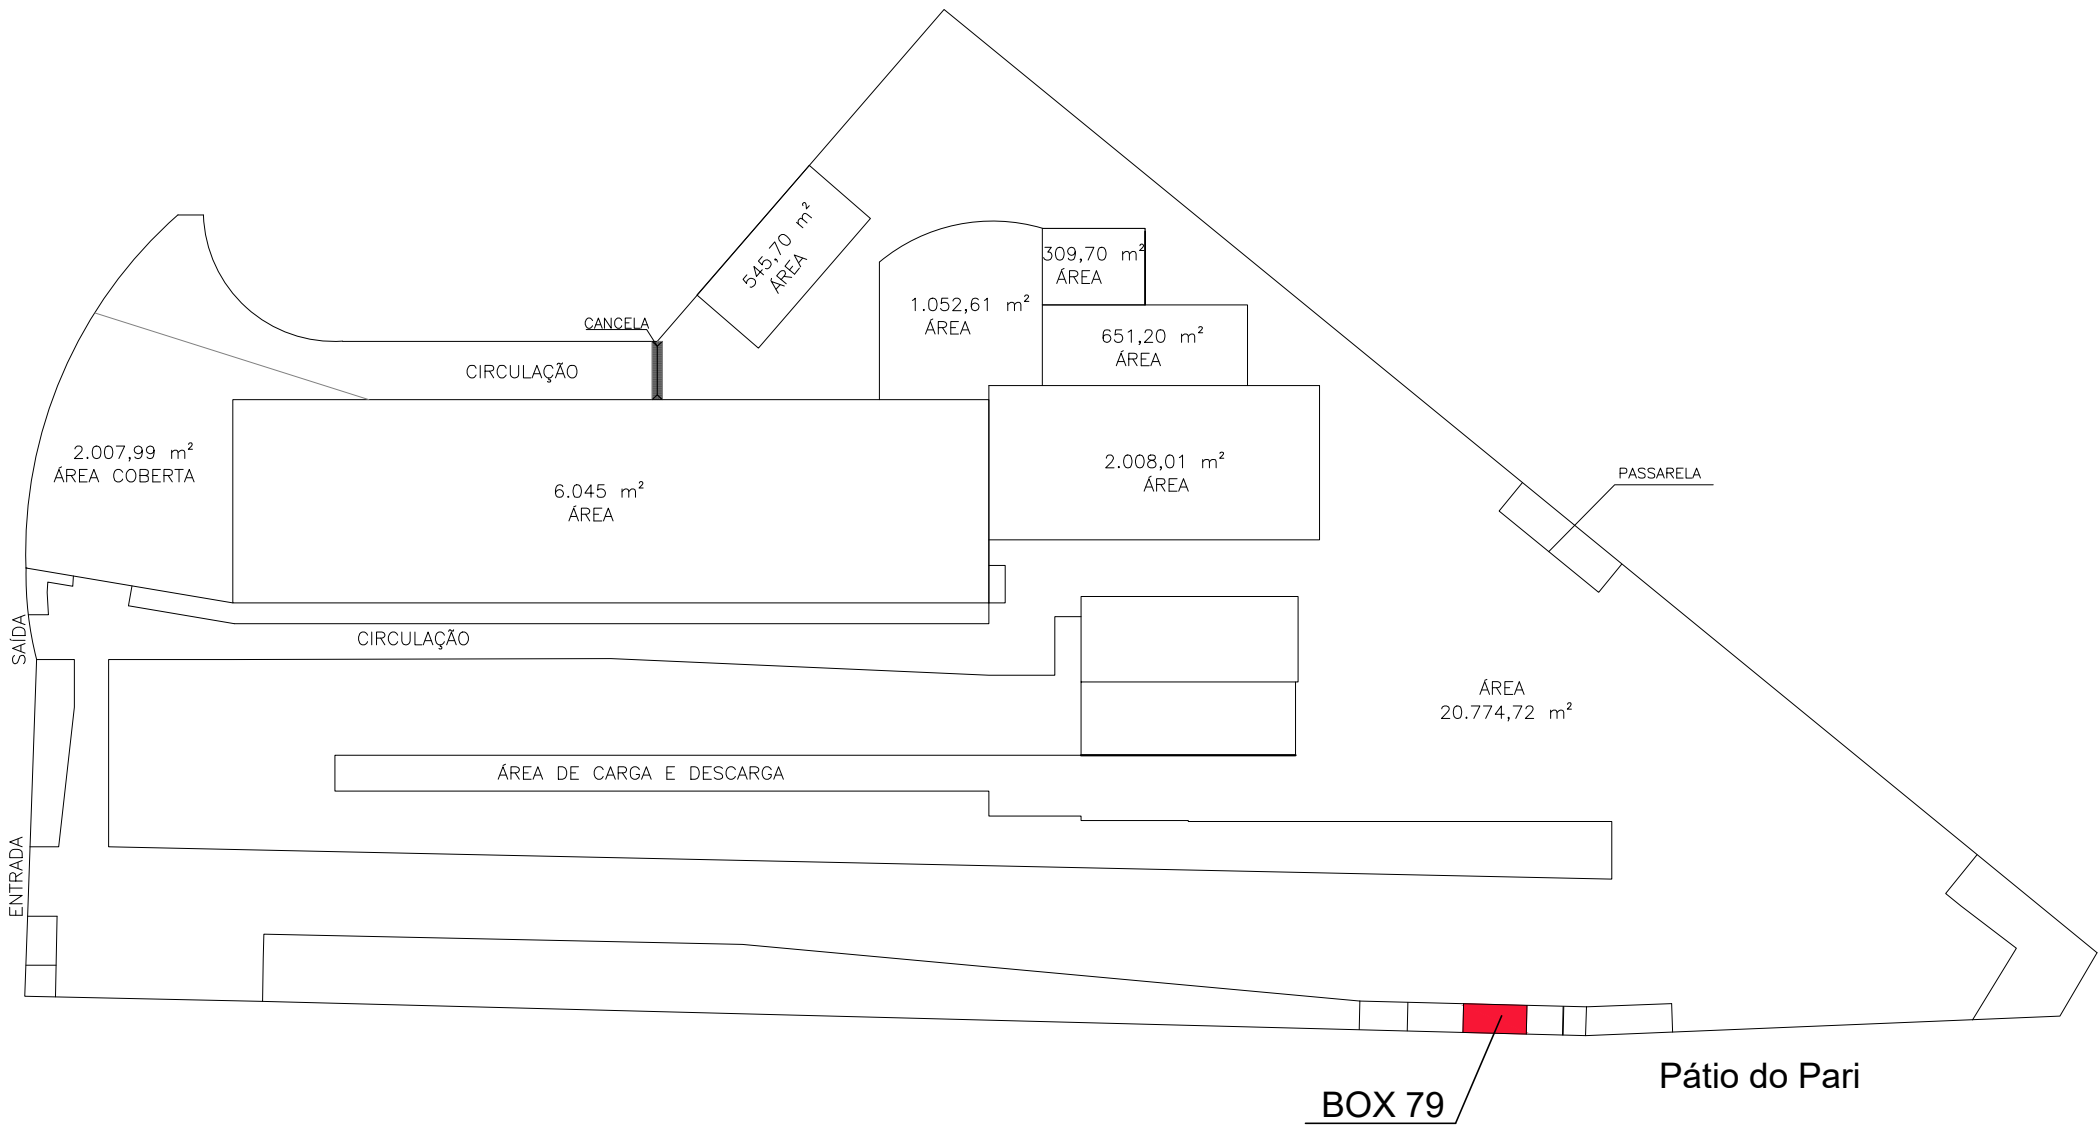 545,70 m²
ÁREA
309,70 m²
ÁREA
1.052,61 m²
ÁREA
CANCELA
651,20 m²
ÁREA
CIRCULAÇÃO
2.007,99 m²
ÁREA COBERTA
2.008,01 m²
ÁREA
PASSARELA
6.045 m²
ÁREA
SAÍDA
CIRCULAÇÃO
ÁREA
20.774,72 m²
ÁREA DE CARGA E DESCARGA
ENTRADA
Pátio do Pari
BOX 79